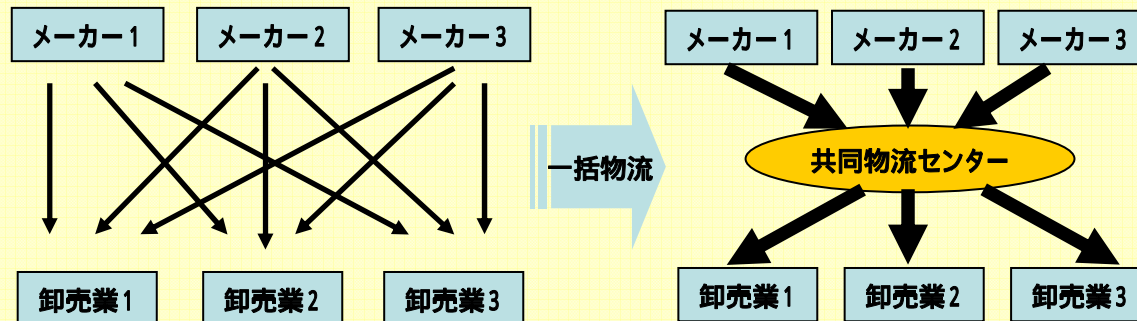 メーカー1
メーカー2
メーカー3
メーカー1
メーカー2
メーカー3
一括物流
共同物流センター
卸売業1
卸売業2
卸売業3
卸売業1
卸売業2
卸売業3